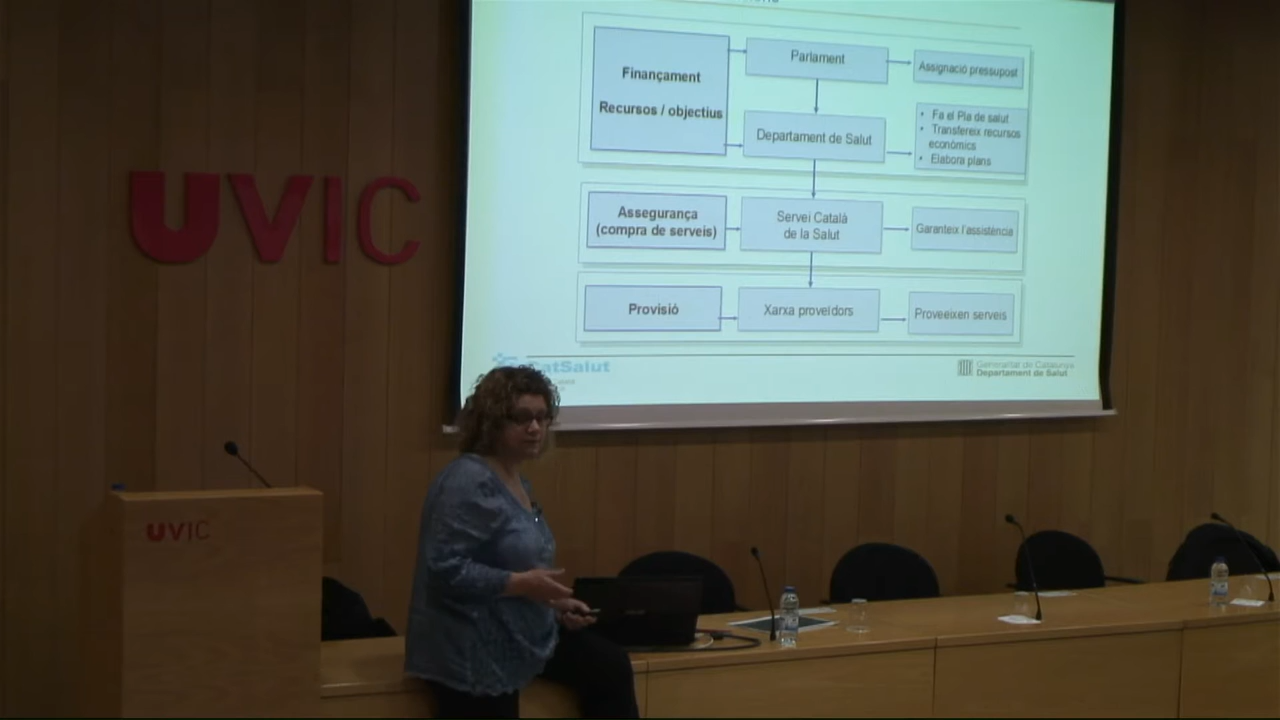 Finançament
Recursos / objectius
Parlament
Assignació pressupost
Departament de Salut
• Fa el Pla de salut
• Transfereix recursos
econòmics
• Elabora plans
Assegurança
(compra de serveis)
Servei Català
de la Salut
Garanteix l'assistència
Provisió
Xarxa proveïdors
Proveeixen serveis
CatSalut
Generalitat de Catalunya
Departament de Salut
UVIC
UVIC